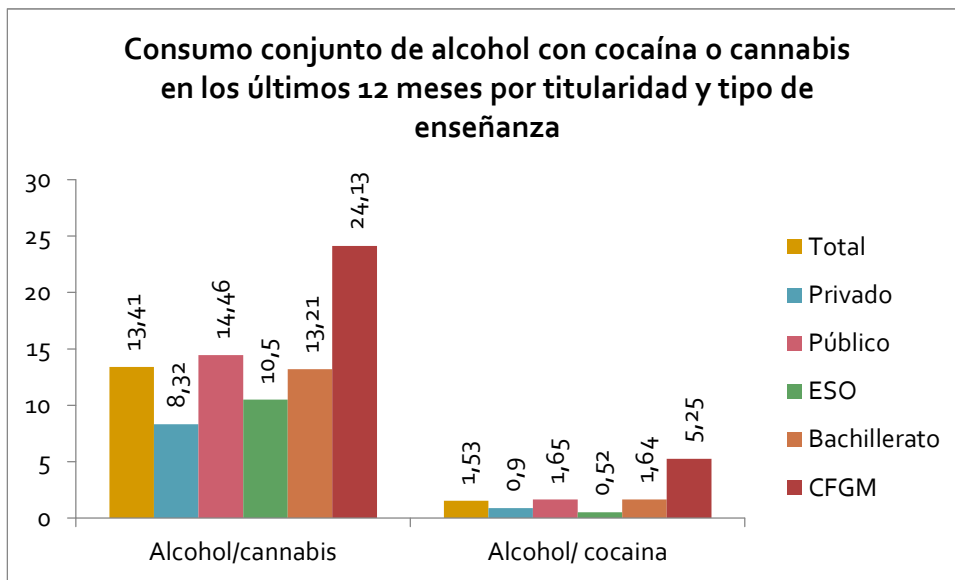 Consumo conjunto de alcohol con cocaína o cannabis
en los últimos 12 meses por titularidad y tipo de
enseñanza
30
25
20
15
10
5
0
13,41
8,32
14,46
10,5
13,21
24,13
1,53
0,9
1,65
0,52
1,64
5,25
Alcohol/cannabis
Alcohol/ cocaina
Total
Privado
Público
ESO
Bachillerato
CFGM